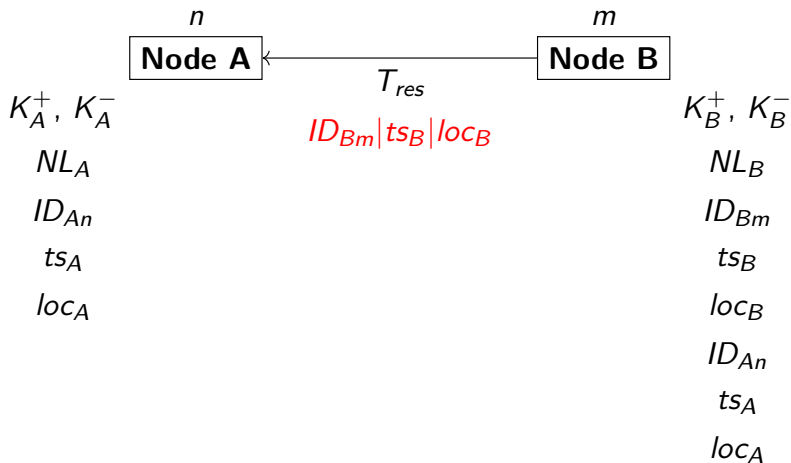 n m
Node A Node B
T_res
K_A^+, K_A^- K_B^+, K_B^-
ID_Bm|ts_B|loc_B
NL_A NL_B
ID_An ID_Bm
ts_A ts_B
loc_A loc_B
ID_An
ts_A
loc_A